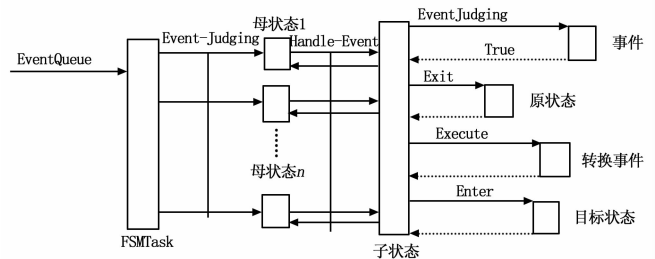 EventQueue
Event-Judging
母状态1
Handle-Event
EventJudging
True
事件
Exit
原状态
Execute
转换事件
母状态n
Enter
目标状态
FSMTask
子状态